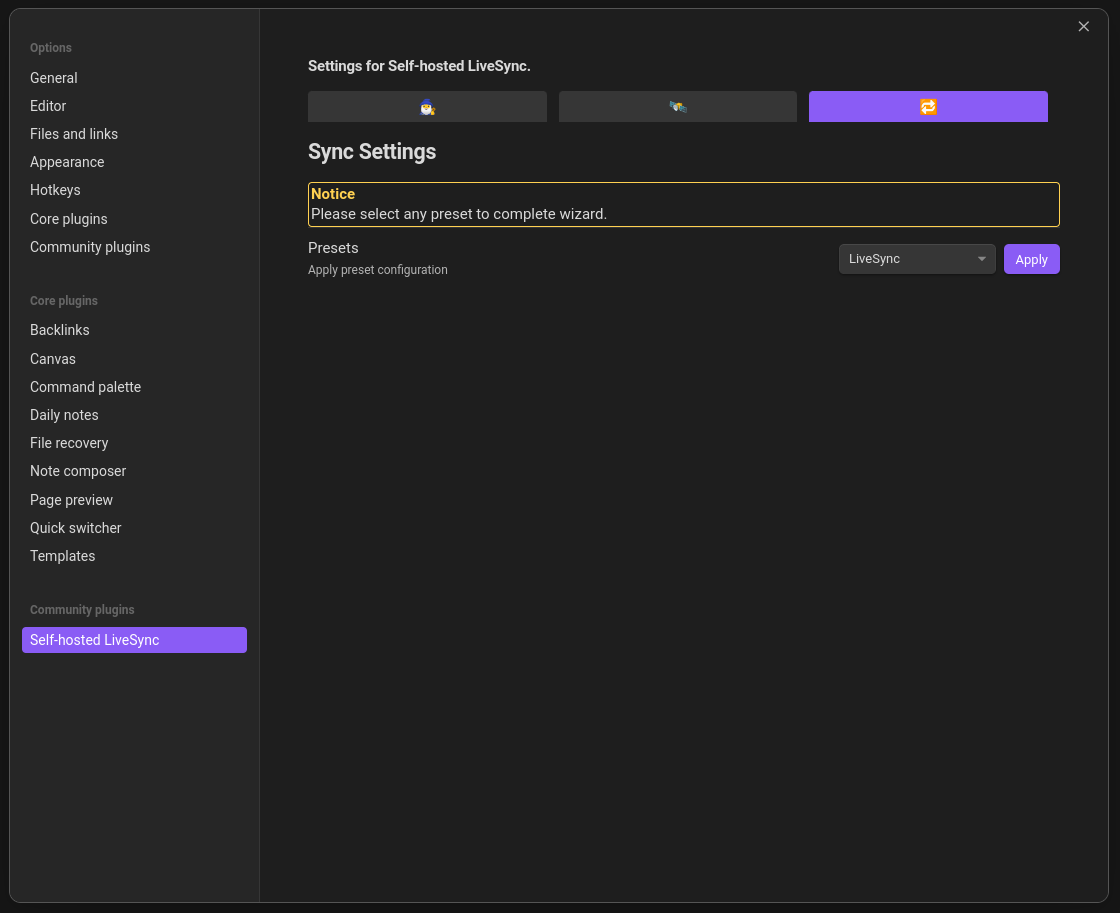 Options
General
Editor
Files and links
Appearance
Hotkeys
Core plugins
Community plugins
Core plugins
Backlinks
Canvas
Command palette
Daily notes
File recovery
Note composer
Page preview
Quick switcher
Templates
Community plugins
Self-hosted LiveSync
Settings for Self-hosted LiveSync.
Sync Settings
Notice
Please select any preset to complete wizard.
Presets
Apply preset configuration
LiveSync
Apply